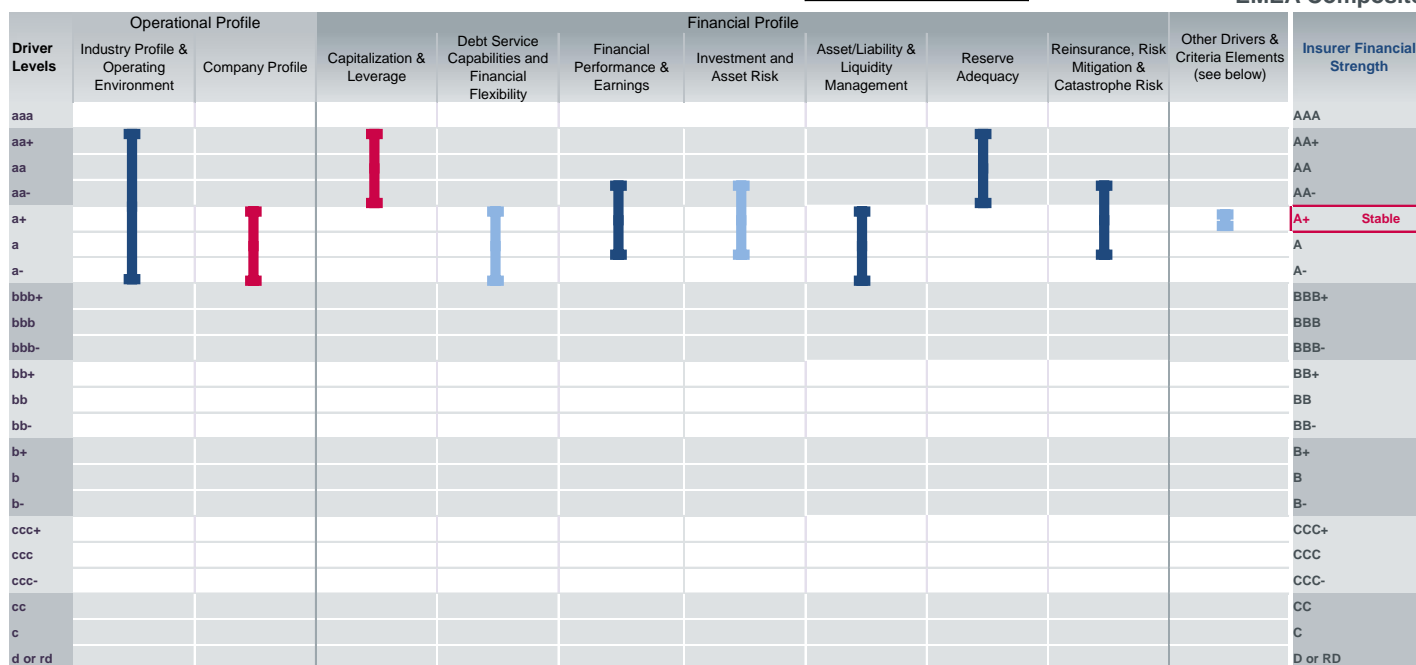 EMEA Composite
Operational Profile
Financial Profile
Driver
Levels
Industry Profile &
Operating
Environment
Company Profile
Capitalization &
Leverage
Debt Service
Capabilities and
Financial
Flexibility
Financial
Performance &
Earnings
Investment and
Asset Risk
Asset/Liability &
Liquidity
Management
Reserve
Adequacy
Reinsurance, Risk
Mitigation &
Catastrophe Risk
Other Drivers &
Criteria Elements
(see below)
Insurer Financial
Strength
aaa AAA
aa+ AA+
aa AA
aa- AA-
a+ A+ Stable
a A
a- A-
bbb+ BBB+
bbb BBB
bbb- BBB-
bb+ BB+
bb BB
bb- BB-
b+ B+
b B
b- B-
ccc+ CCC+
ccc CCC
ccc- CCC-
cc CC
c C
d or rd D or RD